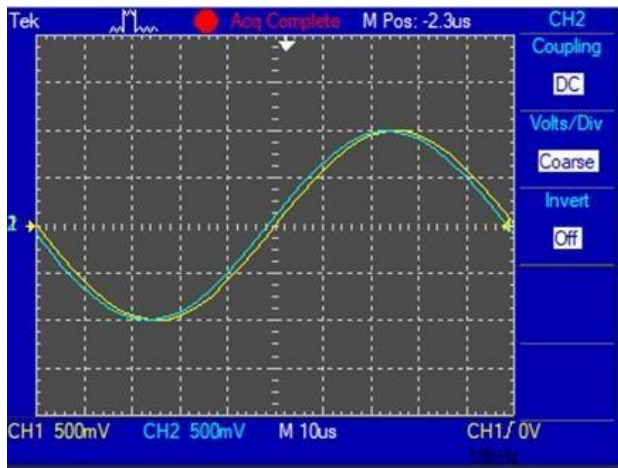 Tek Acq Complete M Pos: -2.3us CH2
Coupling
DC
Volts/Div
Coarse
Invert
Off
CH1 500mV CH2 500mV M 10us CH1 0V